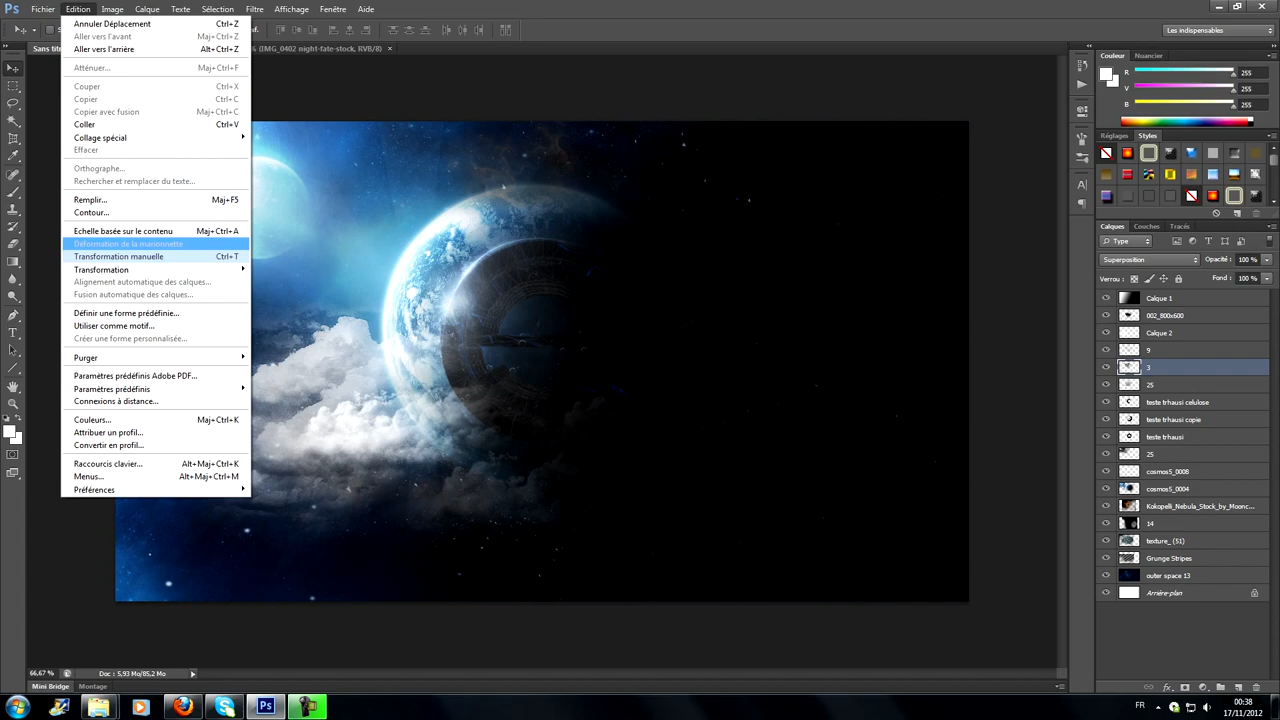 Ps Fichier Edition Image Calque Texte Sélection Filtre Affichage Fenêtre Aide
Les indispensables
Sans titr
(IMG_0402 night-fate-stock, RVB/8) ×
Annuler Déplacement Ctrl+Z
Aller vers l'avant Maj+Ctrl+Z
Aller vers l'arrière Alt+Ctrl+Z
Atténuer... Maj+Ctrl+F
Couper Ctrl+X
Copier Ctrl+C
Copier avec fusion Maj+Ctrl+C
Coller Ctrl+V
Collage spécial
Effacer
Orthographe...
Rechercher et remplacer du texte...
Remplir... Maj+F5
Contour...
Echelle basée sur le contenu Maj+Ctrl+A
Déformation de la marionnette
Transformation manuelle Ctrl+T
Transformation
Alignement automatique des calques...
Fusion automatique des calques...
Définir une forme prédéfinie...
Utiliser comme motif...
Créer une forme personnalisée...
Purger
Paramètres prédéfinis Adobe PDF...
Paramètres prédéfinis
Connexions à distance...
Couleurs... Maj+Ctrl+K
Attribuer un profil...
Convertir en profil...
Raccourcis clavier... Alt+Maj+Ctrl+K
Menus... Alt+Maj+Ctrl+M
Préférences
Couleur Nuancier
R 255
V 255
B 255
Réglages Styles
Calques Couches Tracés
Type
Superposition Opacité : 100 %
Verrou : Fond : 100 %
Calque 1
002_800x600
Calque 2
9
3
25
teste trhausi celulose
teste trhausi copie
teste trhausi
25
cosmos5_0008
cosmos5_0004
Kokopelli_Nebula_Stock_by_Moonc...
14
texture_ (51)
Grunge Stripes
outer space 13
Arrière-plan
66,67 % Doc : 5,93 Mo/85,2 Mo
Mini Bridge Montage
Ps
FR
00:38
17/11/2012